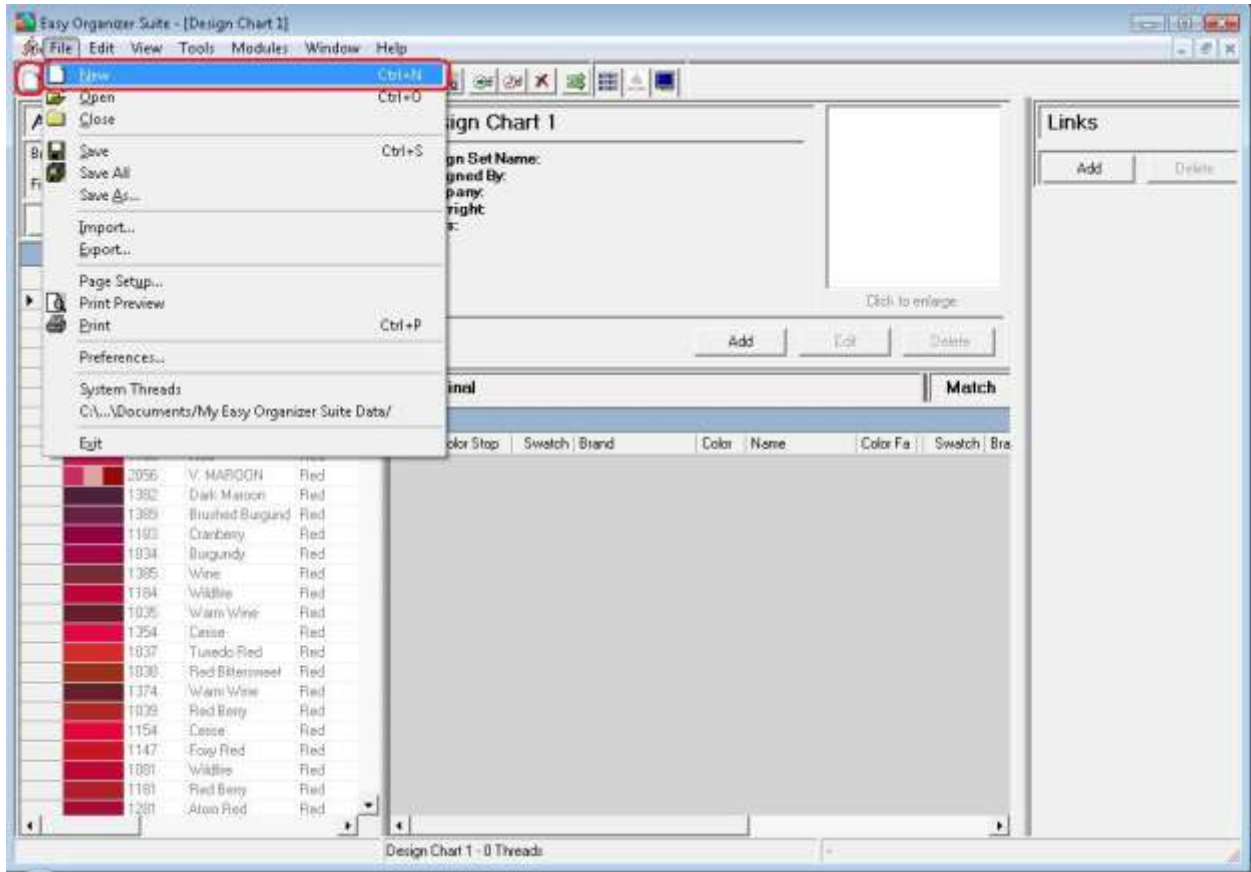 Easy Organizer Suite - [Design Chart 1]
File Edit View Tools Modules Window Help
New Ctrl+N
Open Ctrl+O
Close
Save Ctrl+S
Save All
Save As...
Import...
Export...
Page Setup...
Print Preview
Print Ctrl+P
Preferences...
System Threads
C:\...\Documents/My Easy Organizer Suite Data/
Exit
ign Chart 1
gn Set Name:
gned By:
pany:
right:
s:
Click to enlarge
Add Edit Delete
Links
Add Delete
inal Match
olor Stop Swatch Brand Color Name Color Fa Swatch Bra
2056 V. MAROON Red
1382 Dark Maroon Red
1389 Brushed Burgund Red
1183 Cranberry Red
1034 Burgundy Red
1385 Wine Red
1184 Wildfire Red
1035 Warm Wine Red
1354 Cerise Red
1037 Tuxedo Red Red
1038 Red Bittersweet Red
1374 Warm Wine Red
1039 Red Berry Red
1154 Cerise Red
1147 Foxy Red Red
1081 Wildfire Red
1181 Red Berry Red
1281 Red Red
Design Chart 1 - 0 Threads